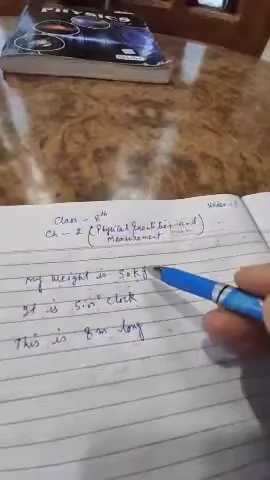 PHYSICS
Class - 8th
Ch - 2 (Physical Quantities and
Measurement)
My weight is 50kg
It is 5 in o clock
This is 8m long